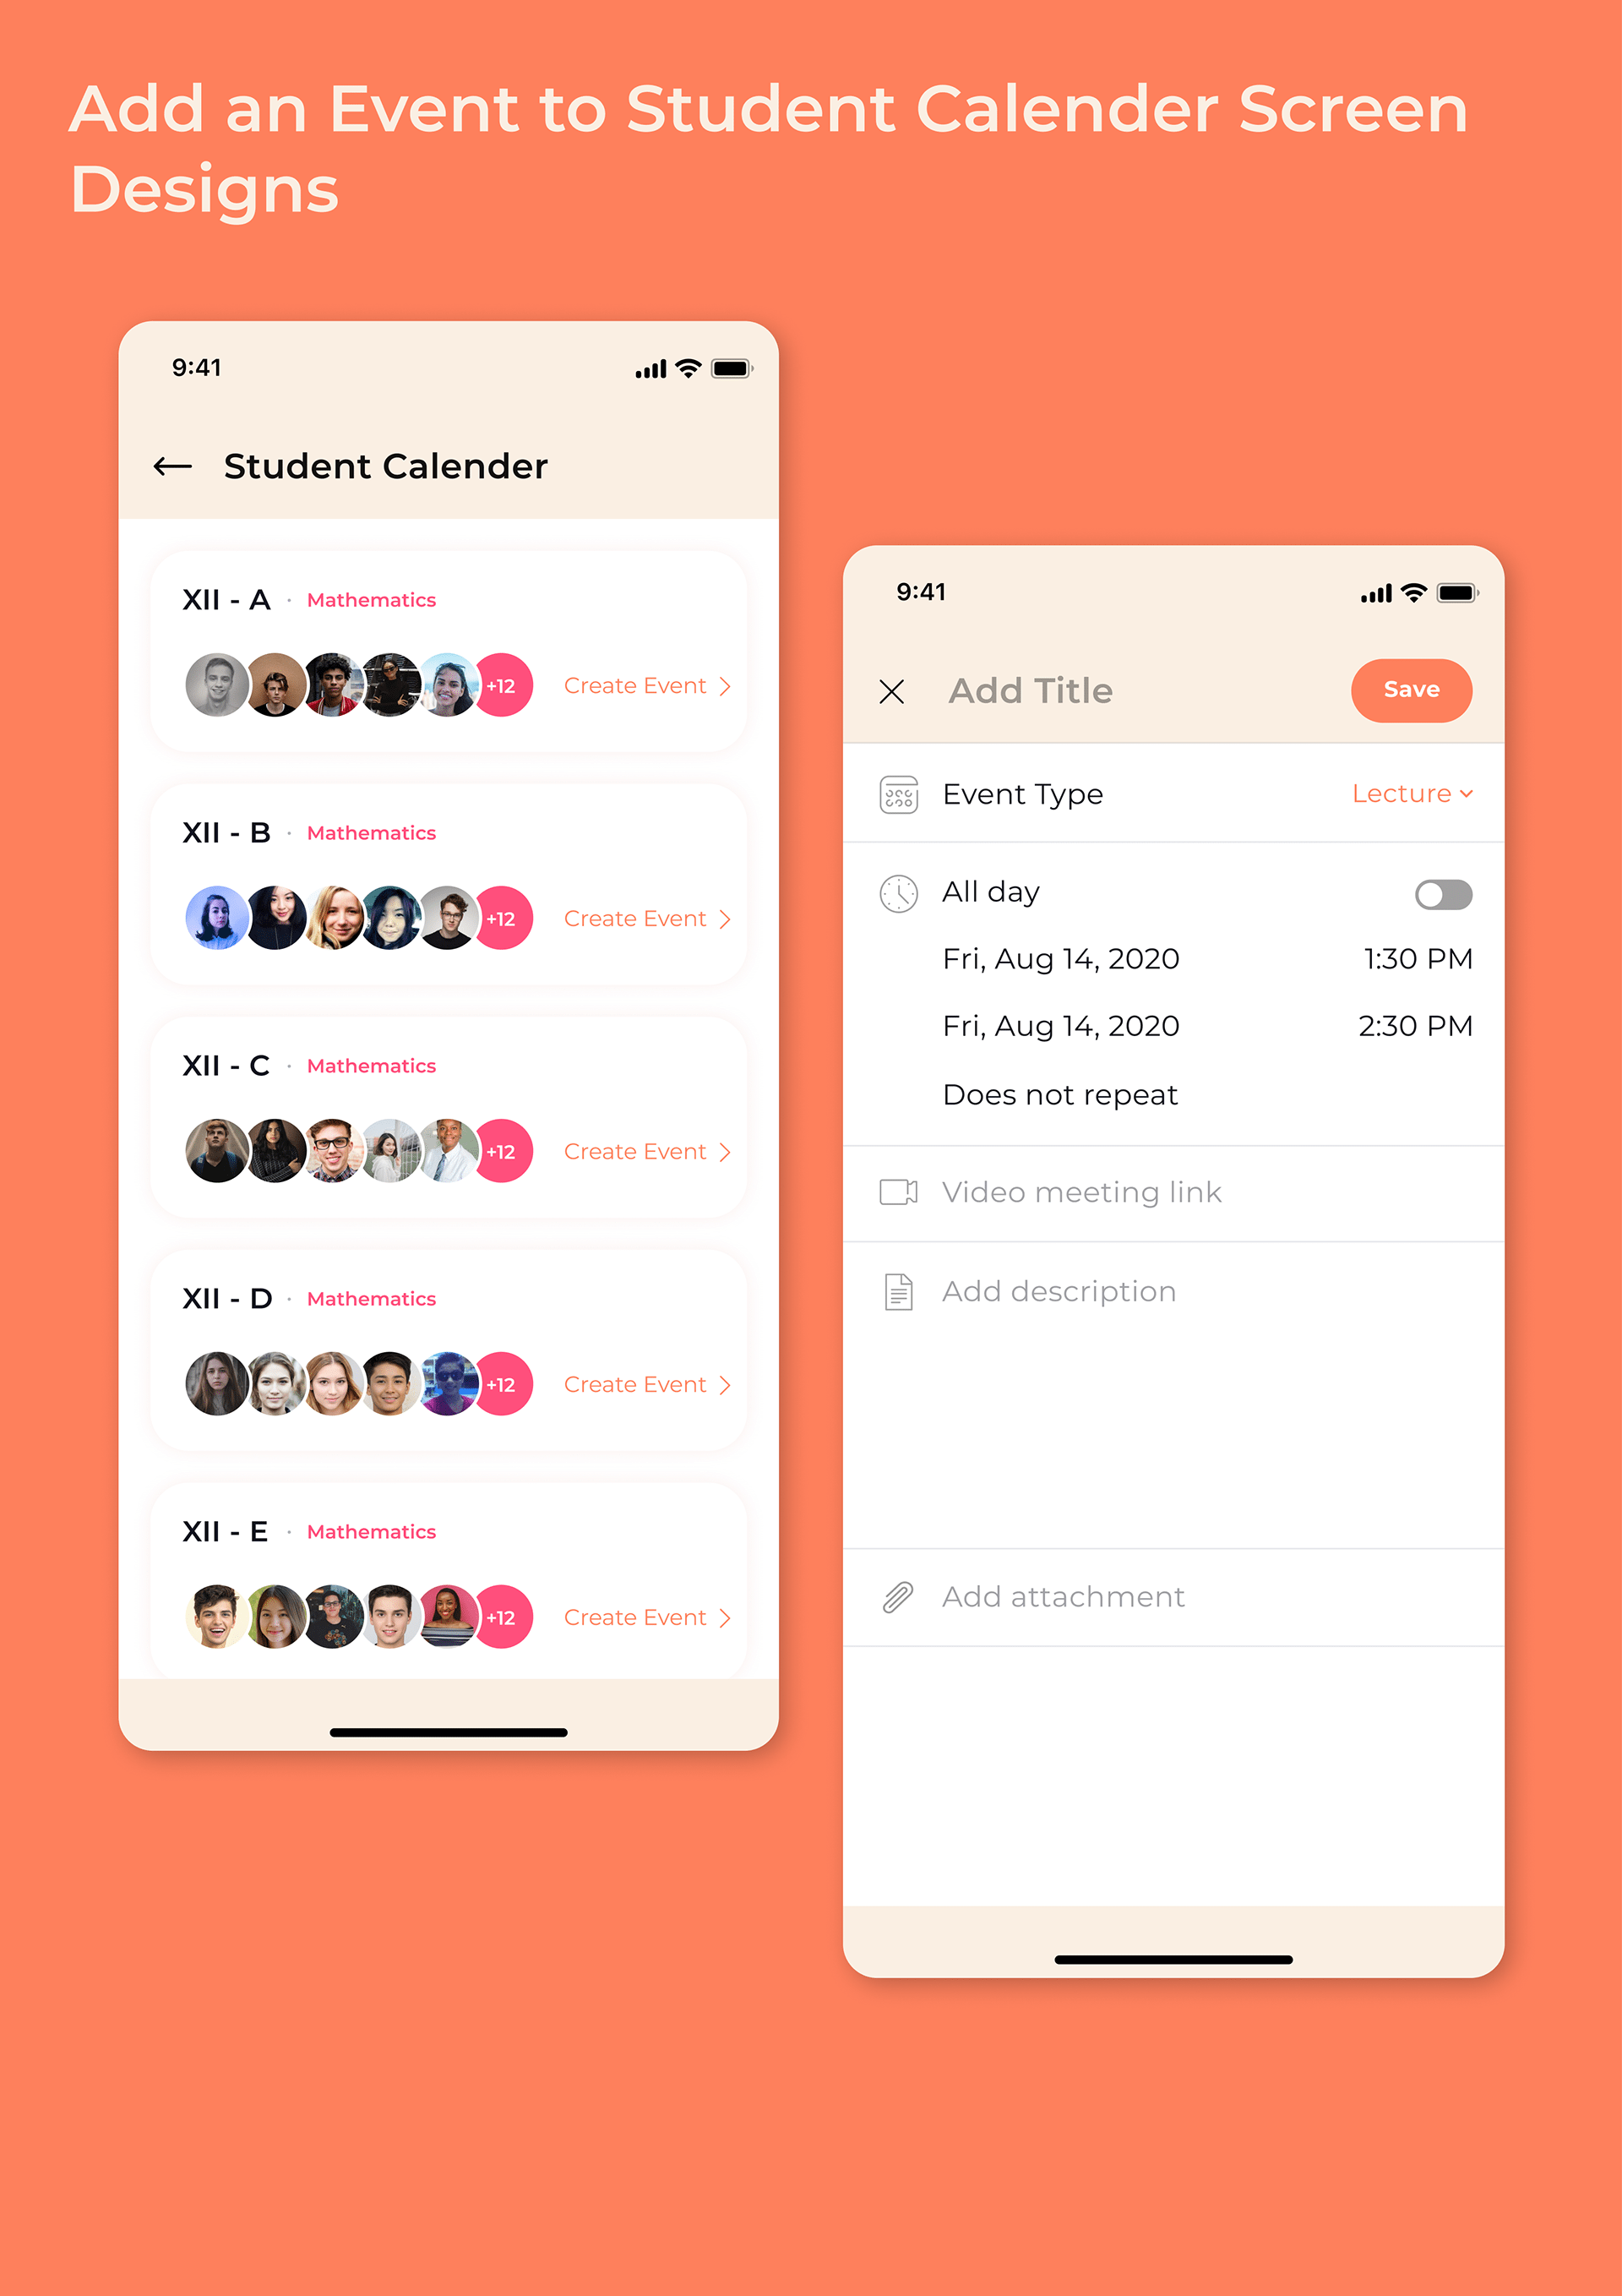 Add an Event to Student Calender Screen
Designs
9:41
Student Calender
XII - A · Mathematics
+12 Create Event
XII - B · Mathematics
+12 Create Event
XII - C · Mathematics
+12 Create Event
XII - D · Mathematics
+12 Create Event
XII - E · Mathematics
+12 Create Event
9:41
Add Title Save
Event Type Lecture
All day
Fri, Aug 14, 2020 1:30 PM
Fri, Aug 14, 2020 2:30 PM
Does not repeat
Video meeting link
Add description
Add attachment